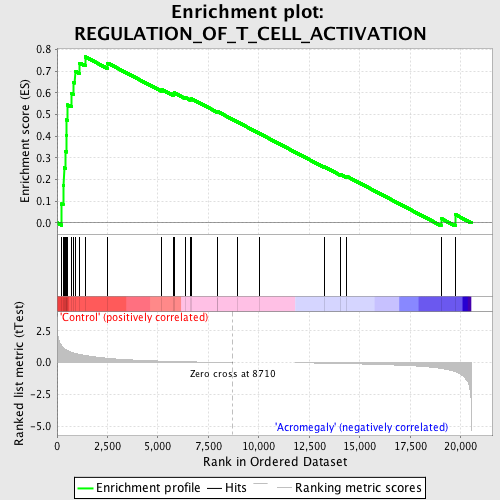 Enrichment plot:
REGULATION_OF_T_CELL_ACTIVATION
Enrichment score (ES)
0.8
0.7
0.6
0.5
0.4
0.3
0.2
0.1
0.0
'Control' (positively correlated)
Ranked list metric (tTest)
2.5
0.0
-2.5
-5.0
Zero cross at 8710
'Acromegaly' (negatively correlated)
0
2,500
5,000
7,500
10,000
12,500
15,000
17,500
20,000
Rank in Ordered Dataset
Enrichment profile
Hits
Ranking metric scores